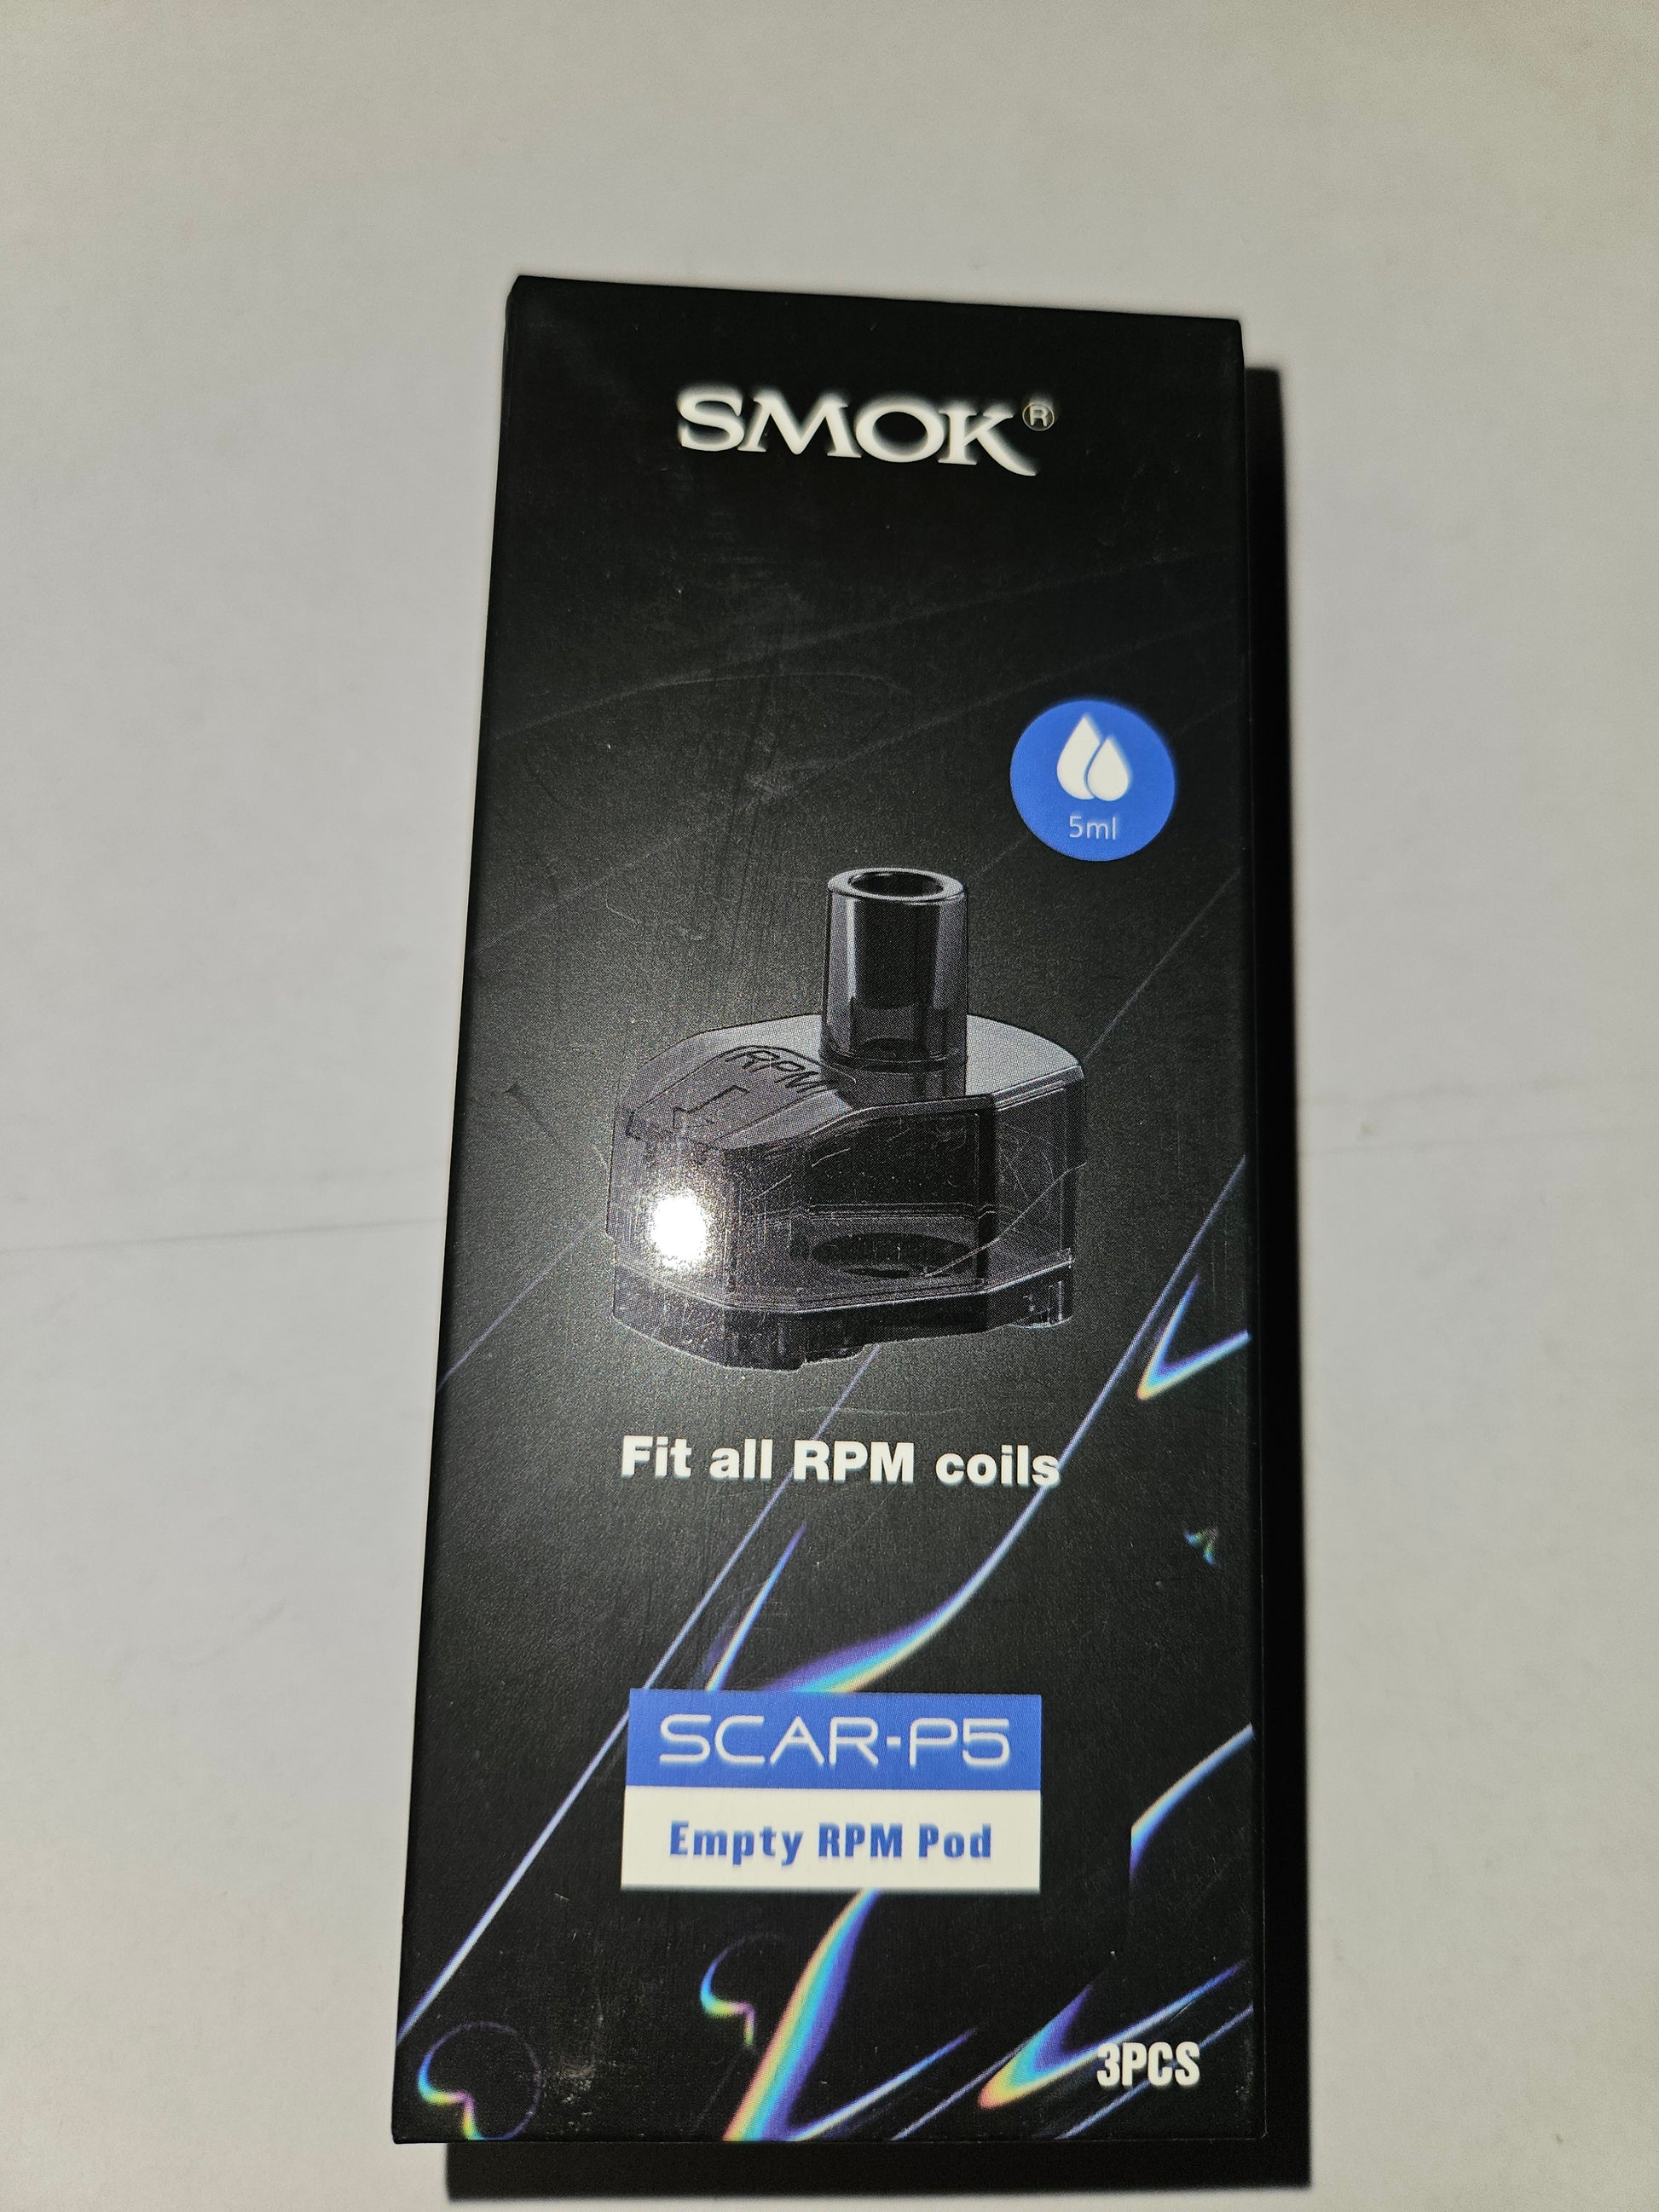 SMOK®
5ml
RPM
Fit all RPM coils
SCAR-P5
Empty RPM Pod
3PCS